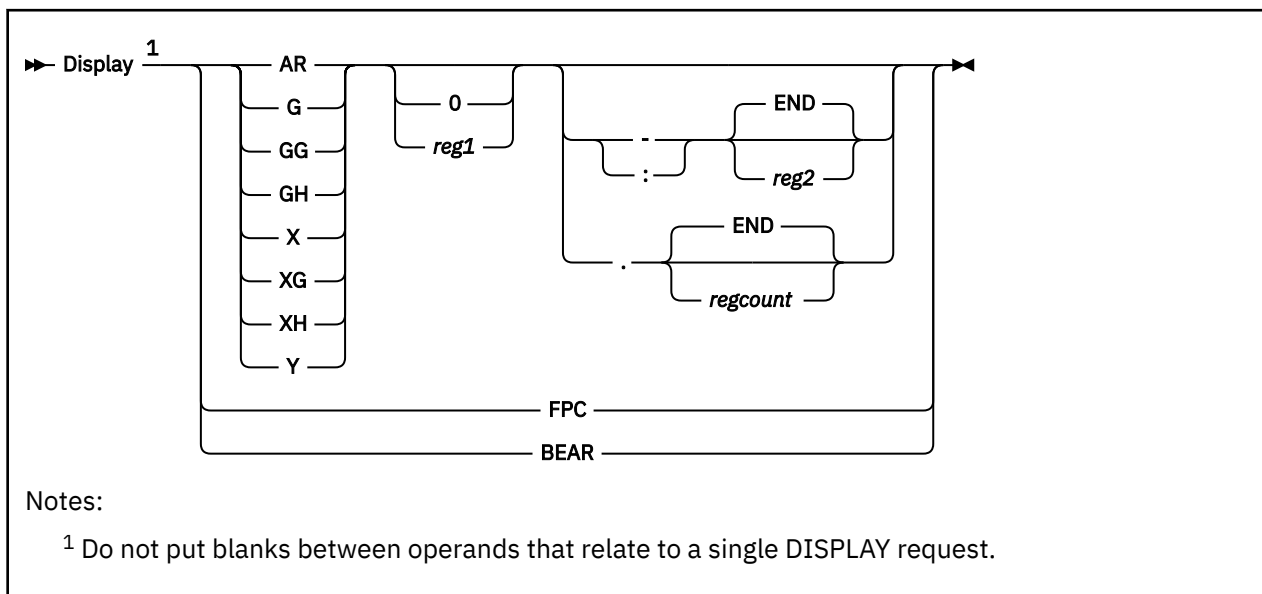 Display 1 AR
G 0
GG reg1 - END
GH : reg2
X . END
XG regcount
XH
Y
FPC
BEAR
Notes:
1 Do not put blanks between operands that relate to a single DISPLAY request.